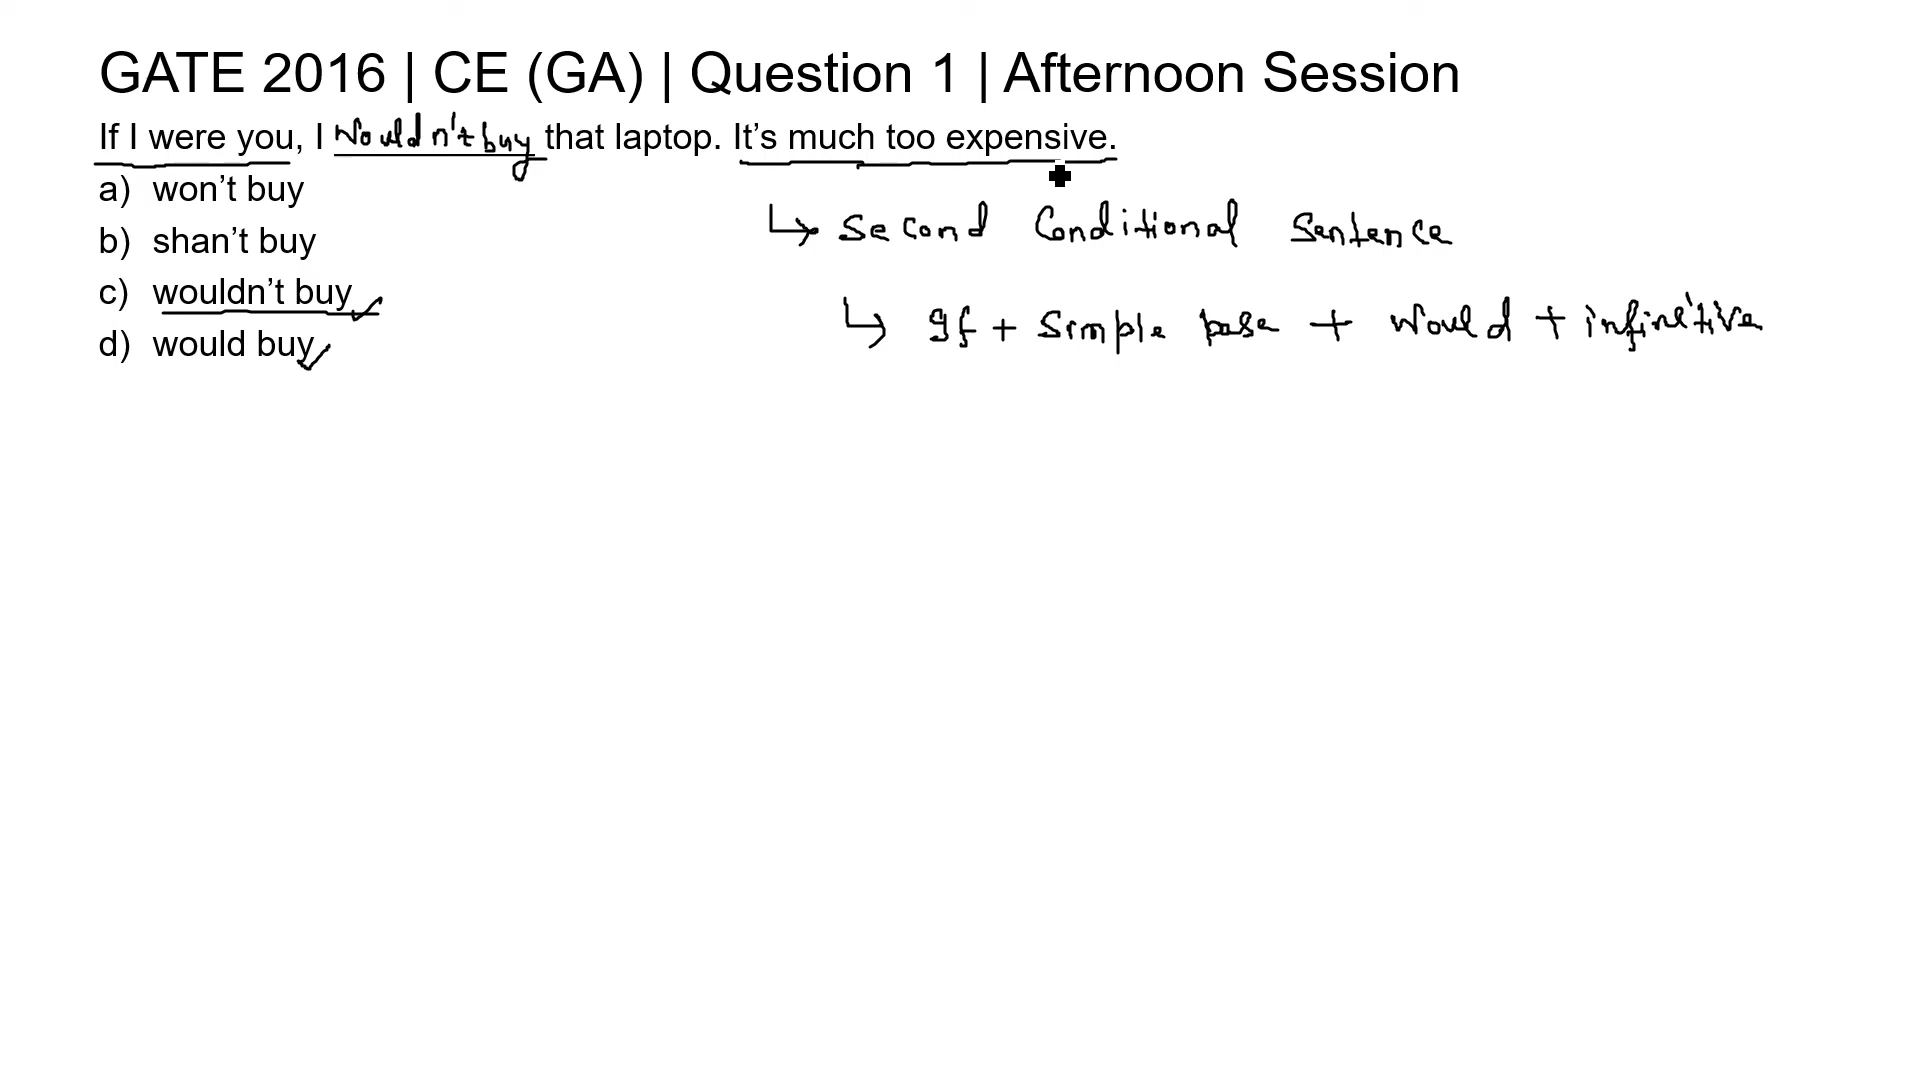 GATE 2016 | CE (GA) | Question 1 | Afternoon Session
If I were you, I wouldn't buy that laptop. It’s much too expensive.
a) won’t buy
b) shan’t buy
c) wouldn’t buy
d) would buy
↳ Second Conditional Sentence
↳ If + Simple + would + infinitive